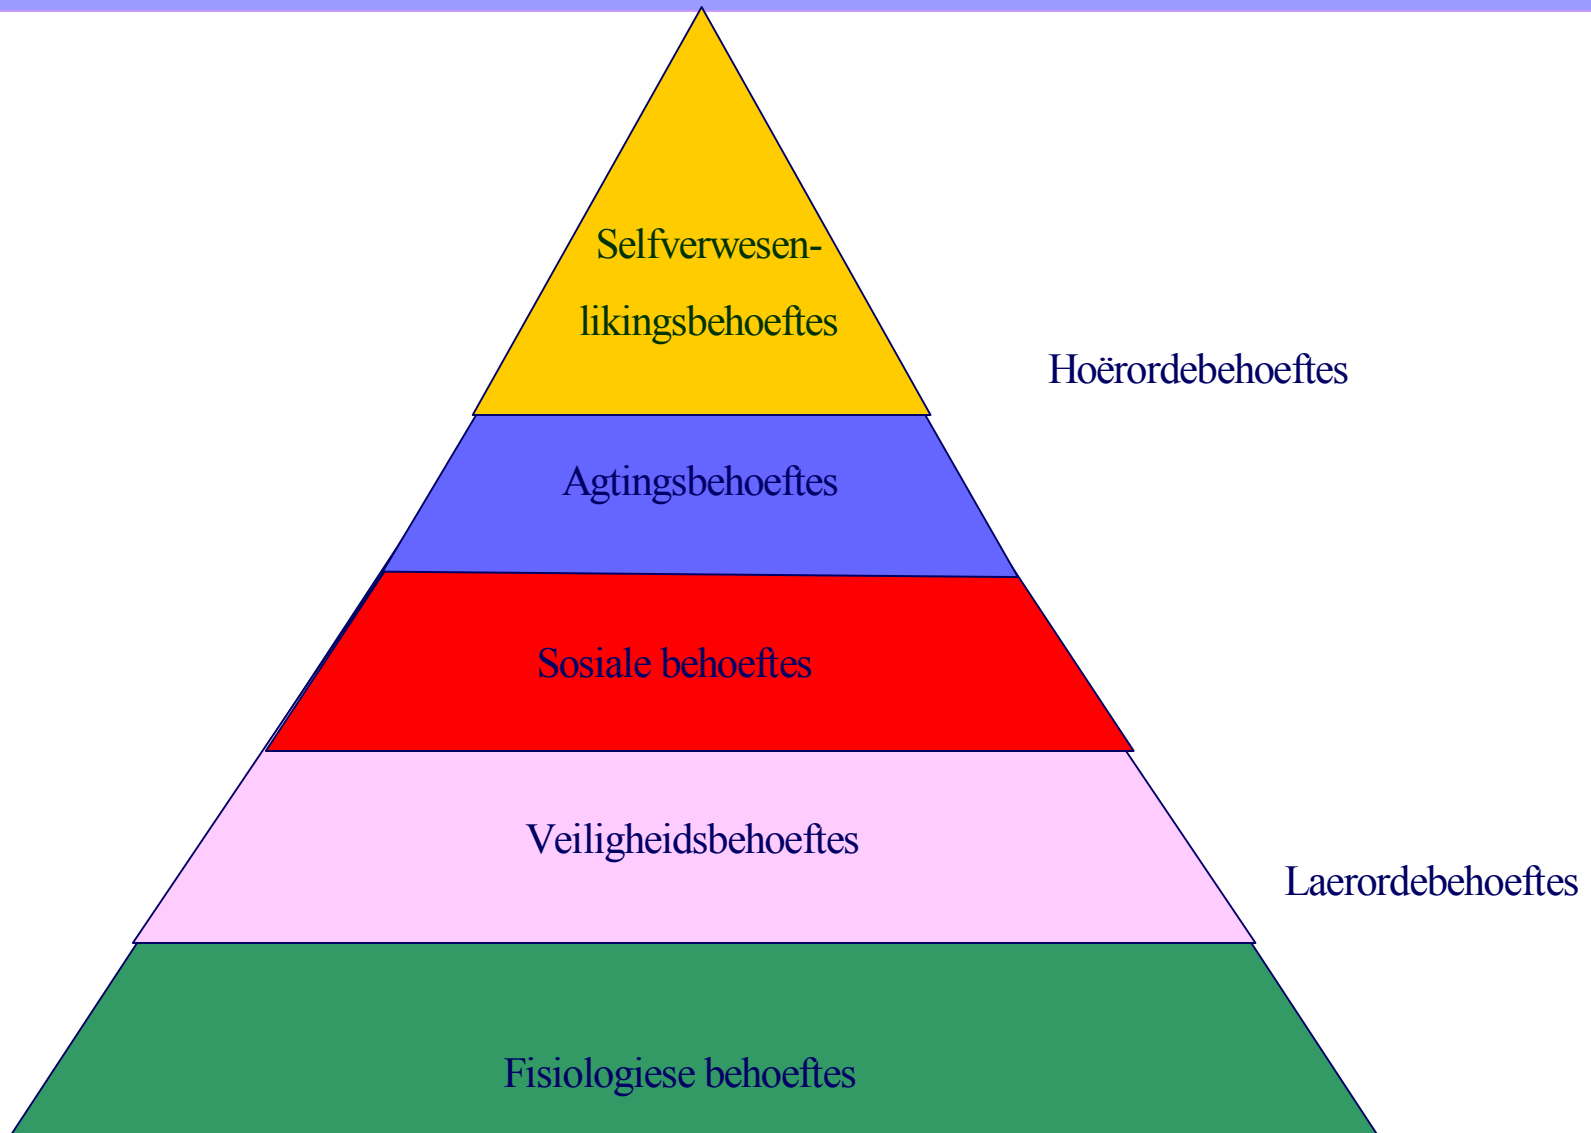 Selfverwesen-
likingsbehoeftes
Hoërordebehoeftes
Agtingsbehoeftes
Sosiale behoeftes
Veiligheidsbehoeftes
Laerordebehoeftes
Fisiologiese behoeftes